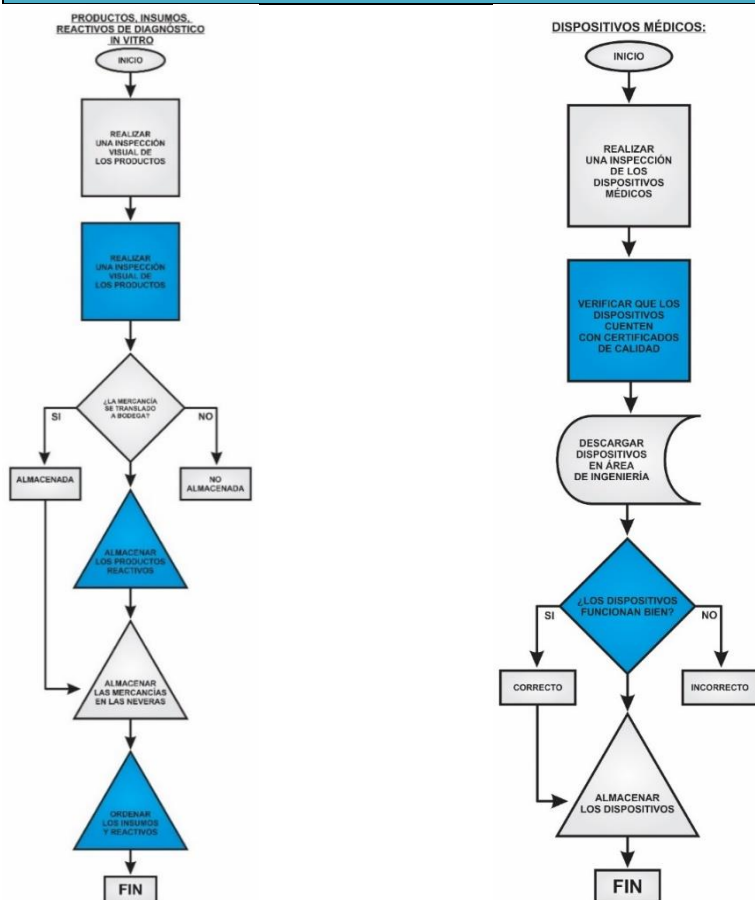 PRODUCTOS, INSUMOS,
REACTIVOS DE DIAGNÓSTICO
IN VITRO
INICIO
REALIZAR
UNA INSPECCIÓN
VISUAL DE
LOS PRODUCTOS
REALIZAR
UNA INSPECCIÓN
VISUAL DE
LOS PRODUCTOS
¿LA MERCANCÍA
SE TRANSLADO
A BODEGA?
SI
NO
ALMACENADA
NO
ALMACENADA
ALMACENAR
LOS PRODUCTOS
REACTIVOS
ALMACENAR
LAS MERCANCÍAS
EN LAS NEVERAS
ORDENAR
LOS INSUMOS
Y REACTIVOS
FIN
DISPOSITIVOS MÉDICOS:
INICIO
REALIZAR
UNA INSPECCIÓN
DE LOS
DISPOSITIVOS
MÉDICOS
VERIFICAR QUE LOS
DISPOSITIVOS
CUENTEN
CON CERTIFICADOS
DE CALIDAD
DESCARGAR
DISPOSITIVOS
EN ÁREA
DE INGENIERÍA
¿LOS DISPOSITIVOS
FUNCIONAN BIEN?
SI
NO
CORRECTO
INCORRECTO
ALMACENAR
LOS DISPOSITIVOS
FIN